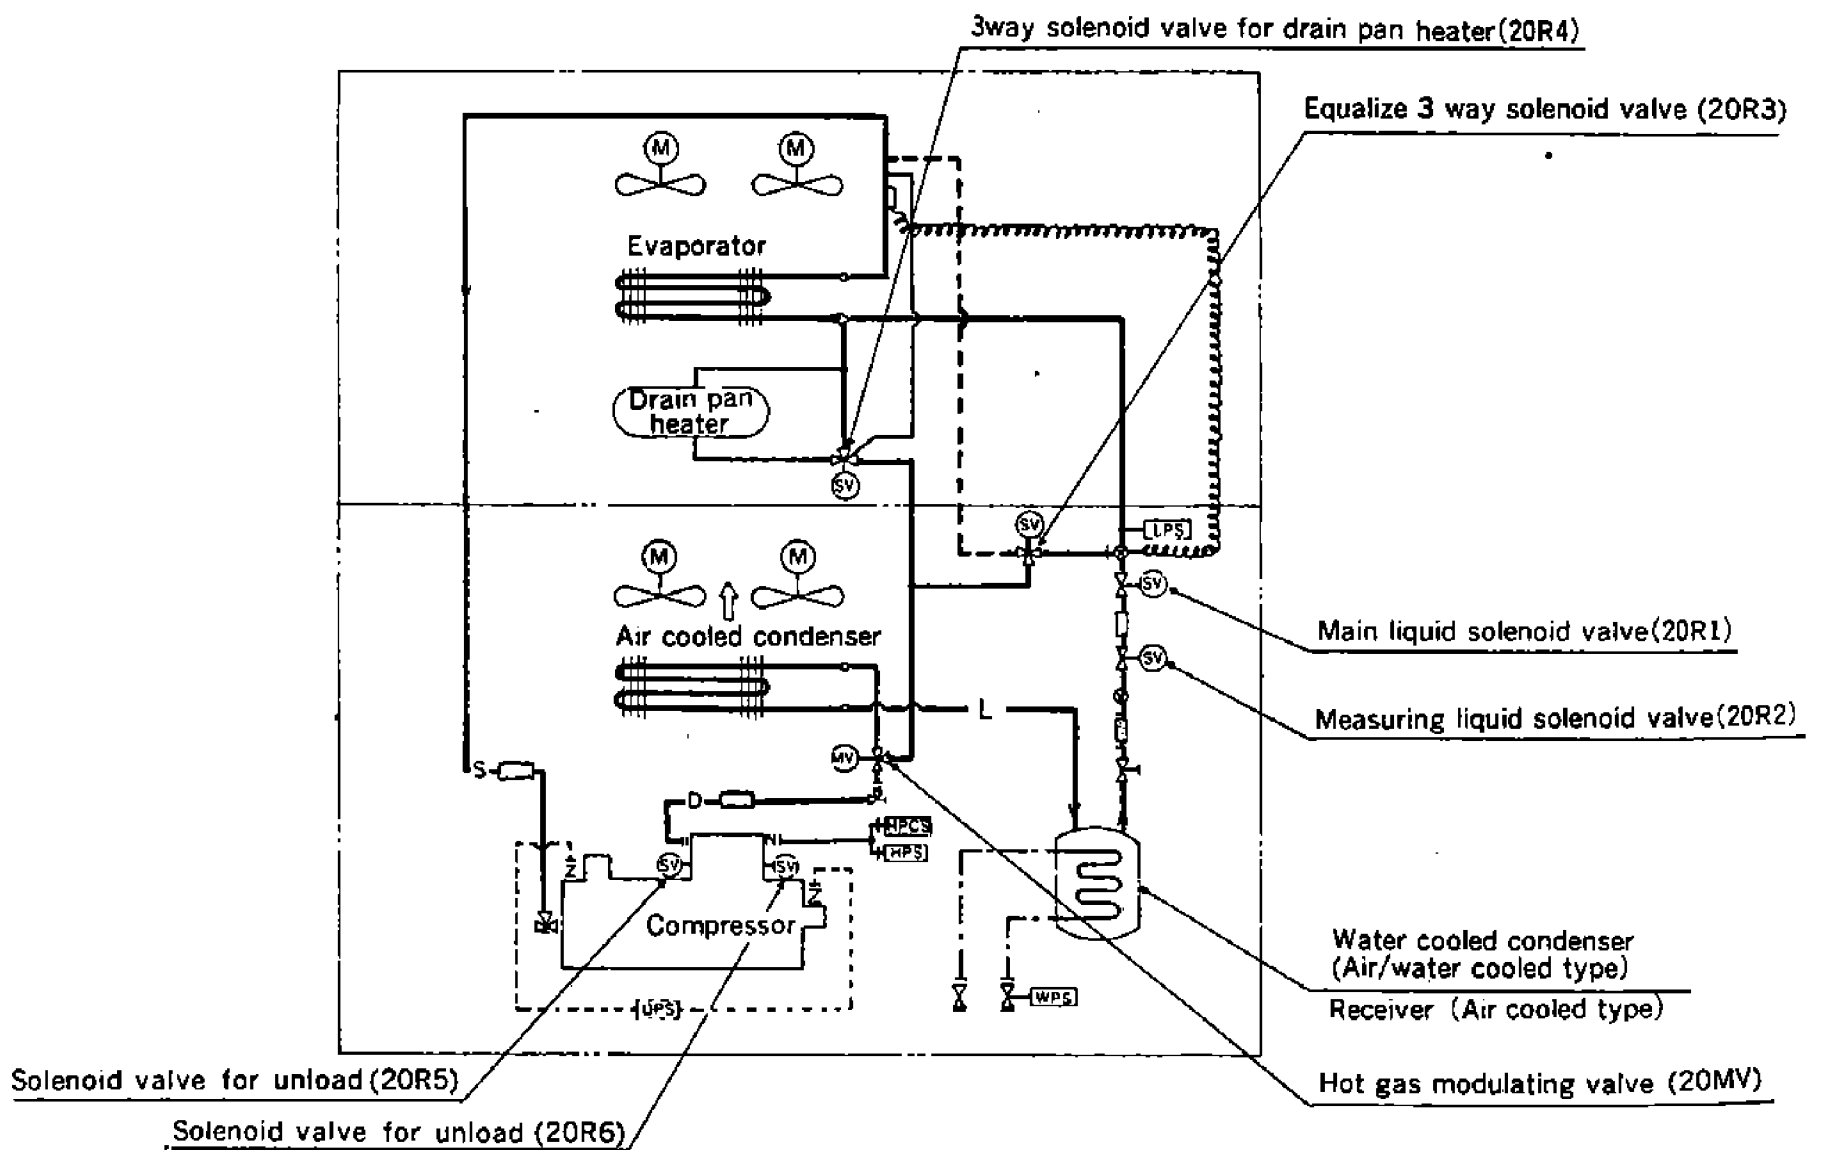 3way solenoid valve for drain pan heater(20R4)
Equalize 3 way solenoid valve (20R3)
M
M
Evaporator
Drain pan
heater
SV
SV
LPS
M
M
SV
Air cooled condenser
Main liquid solenoid valve(20R1)
SV
L
Measuring liquid solenoid valve(20R2)
MV
S
D
HPCS
HPS
SV
SV
Compressor
Water cooled condenser
(Air/water cooled type)
WPS
Receiver (Air cooled type)
Solenoid valve for unload(20R5)
Hot gas modulating valve (20MV)
Solenoid valve for unload (20R6)